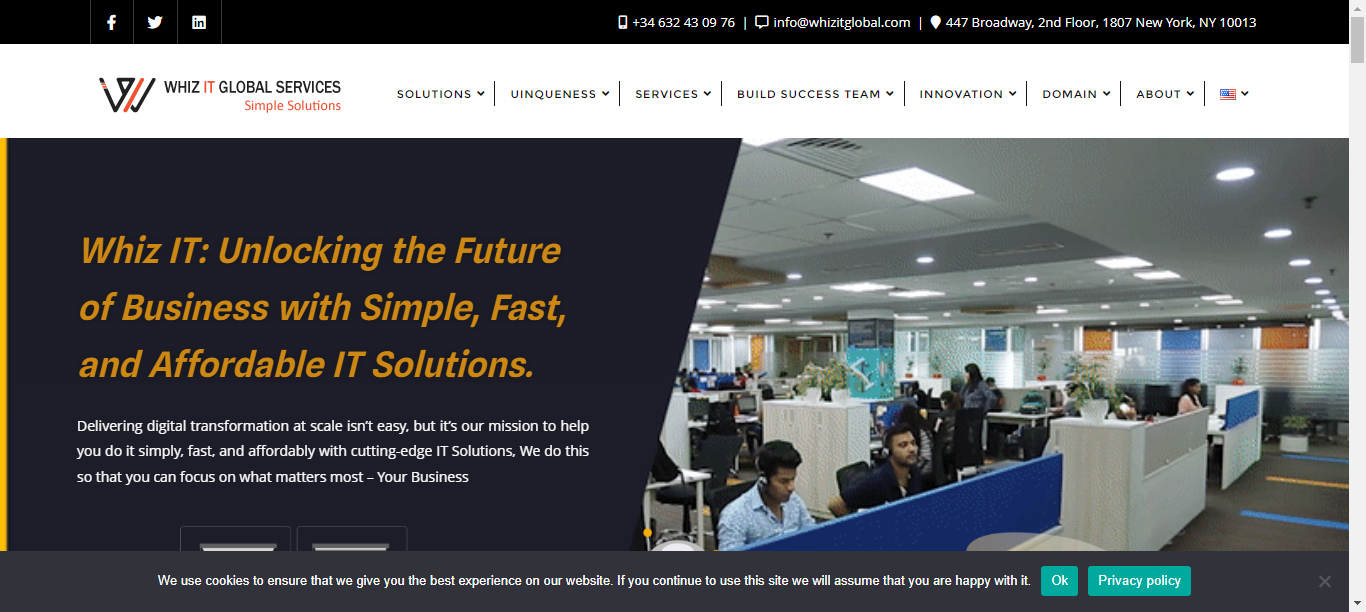 +34 632 43 09 76 | info@whizitglobal.com | 447 Broadway, 2nd Floor, 1807 New York, NY 10013
WHIZ IT GLOBAL SERVICES
Simple Solutions
SOLUTIONS UINQUENESS SERVICES BUILD SUCCESS TEAM INNOVATION DOMAIN ABOUT
Whiz IT: Unlocking the Future
of Business with Simple, Fast,
and Affordable IT Solutions.
Delivering digital transformation at scale isn't easy, but it's our mission to help
you do it simply, fast, and affordably with cutting-edge IT Solutions, We do this
so that you can focus on what matters most – Your Business
We use cookies to ensure that we give you the best experience on our website. If you continue to use this site we will assume that you are happy with it. Ok Privacy policy